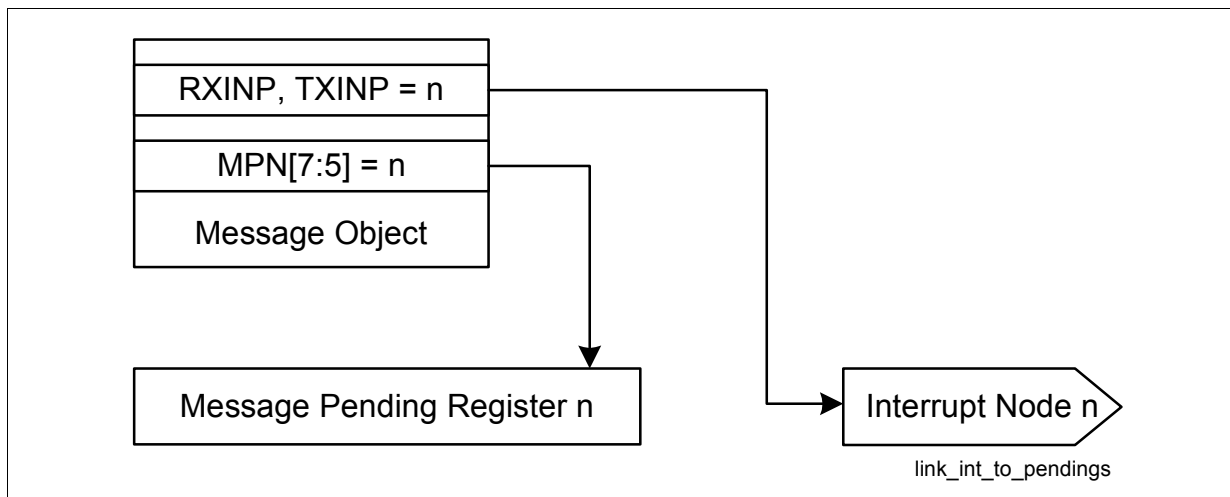 RXINP, TXINP = n
MPN[7:5] = n
Message Object
Message Pending Register n
Interrupt Node n
link_int_to_pendings